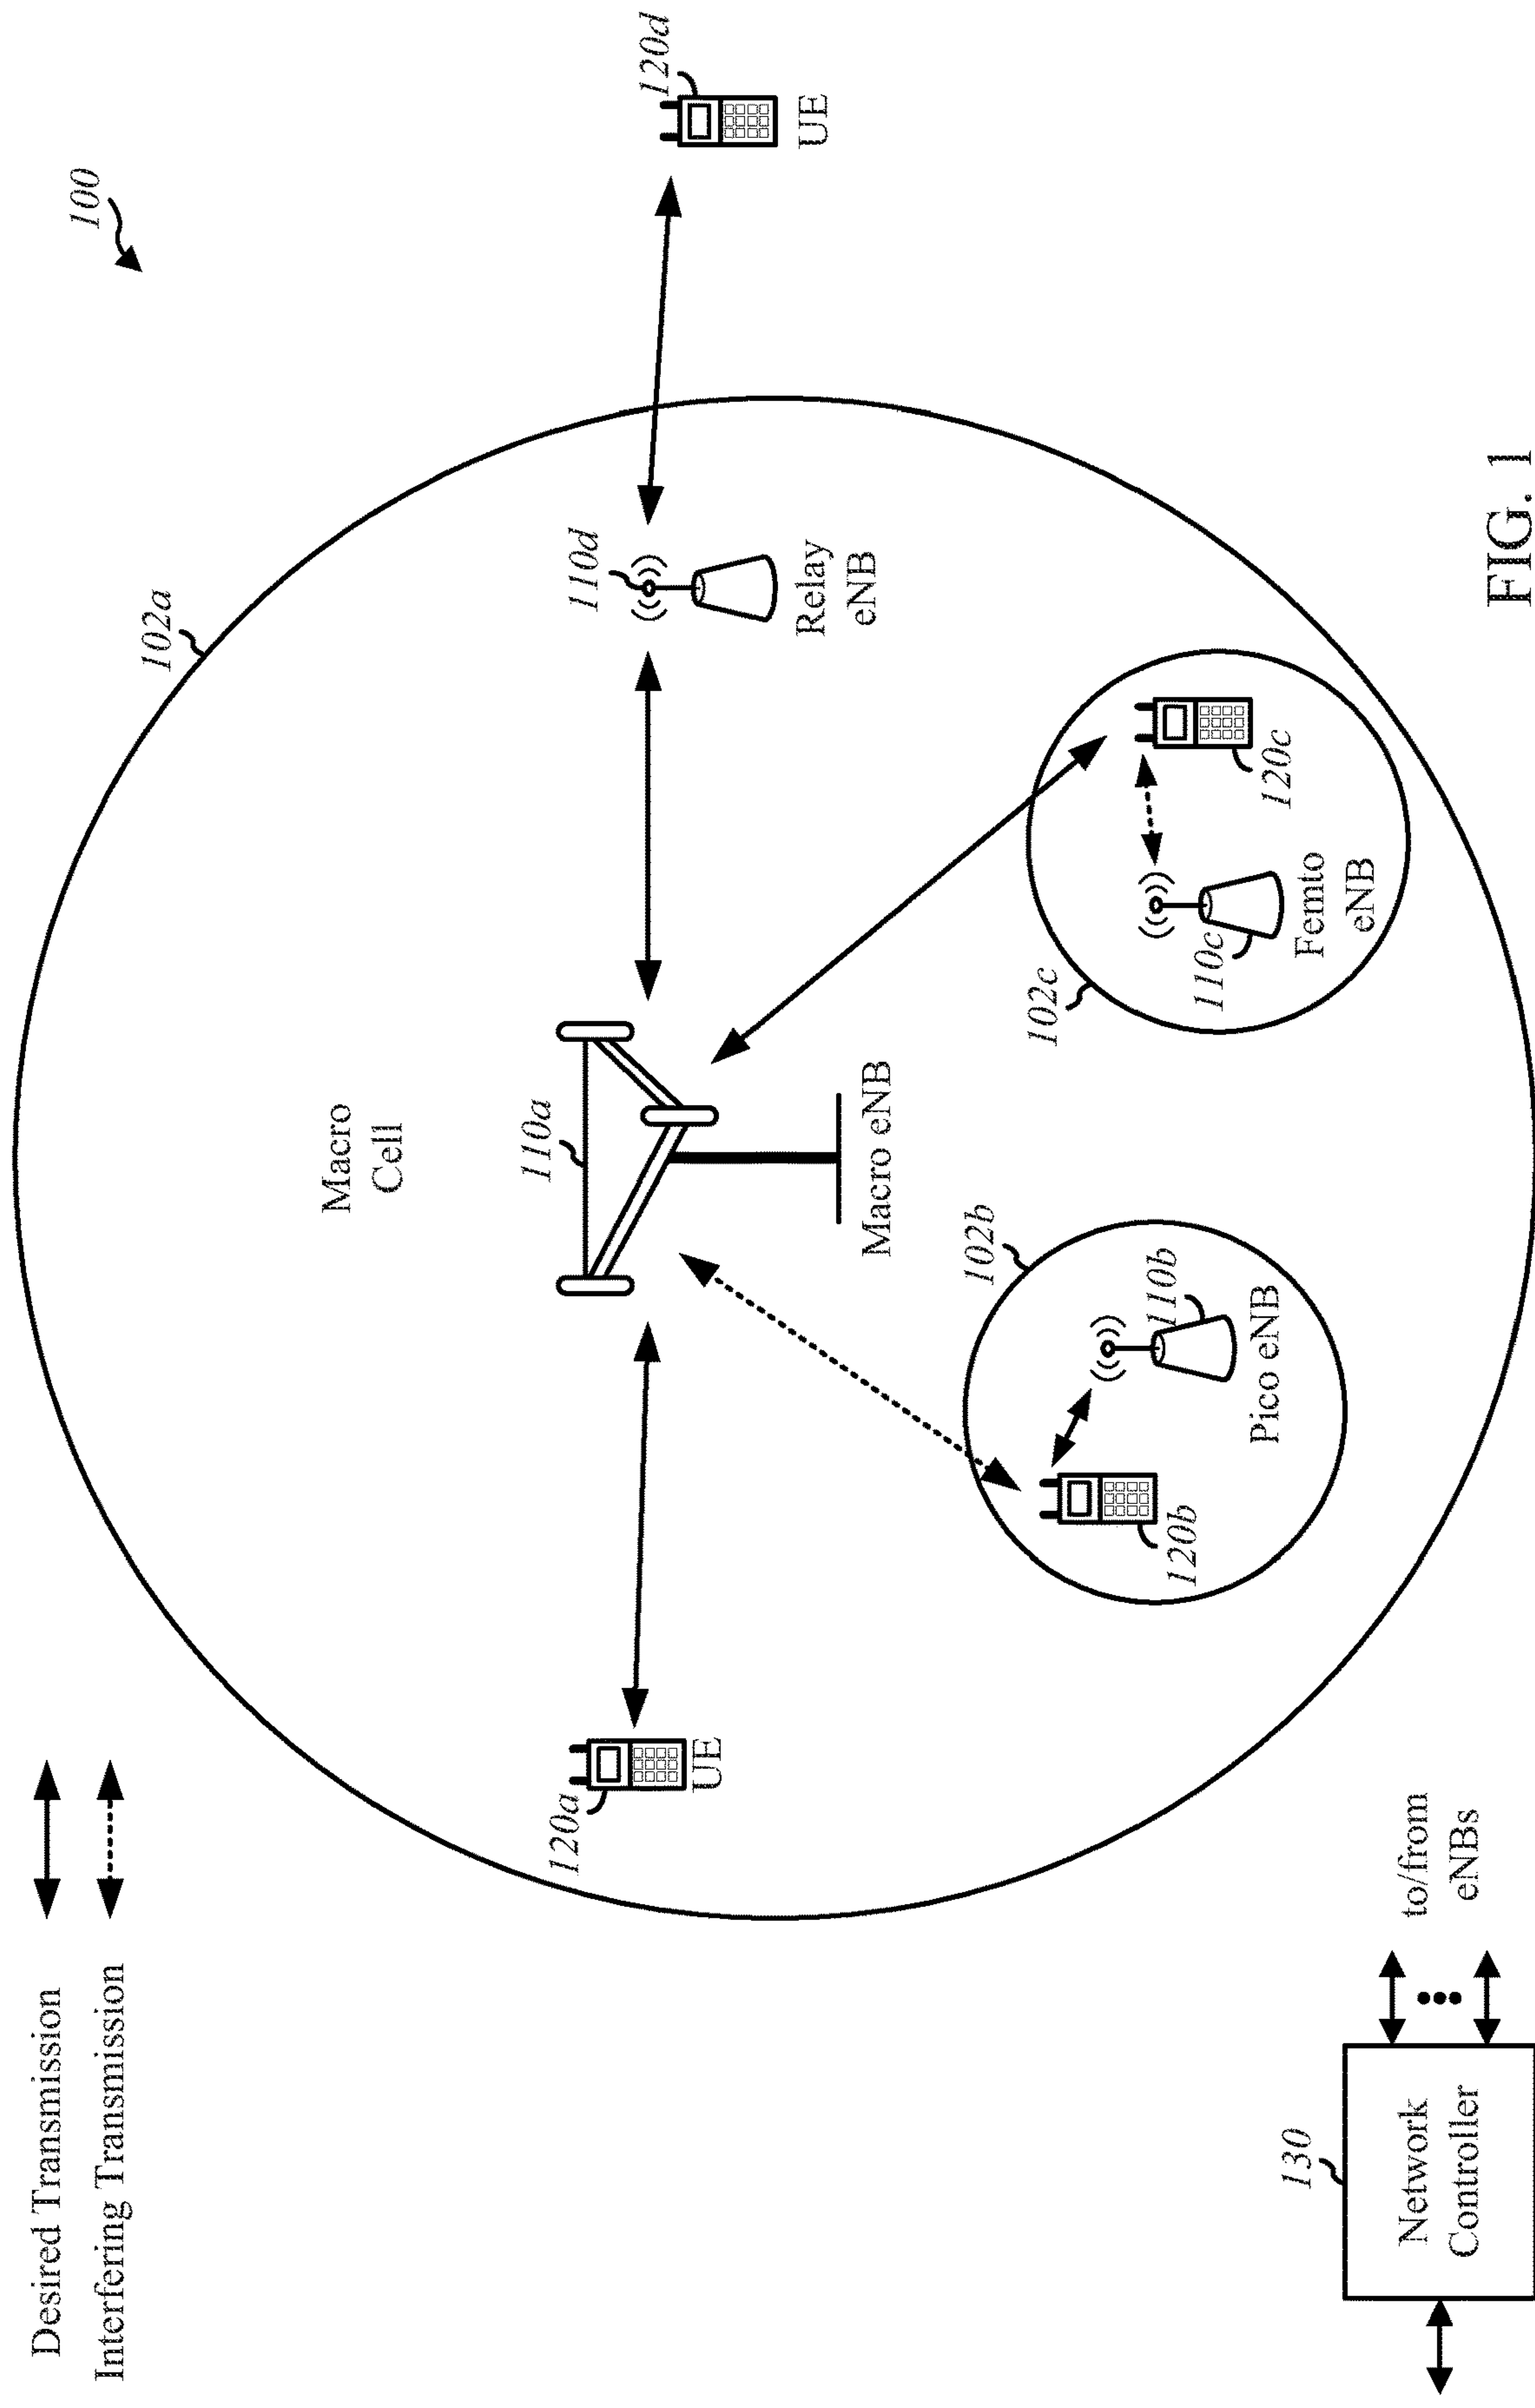 Desired Transmission
Interfering Transmission
100
102a
Macro
Cell
110a
Macro eNB
120a
UE
110d
Relay
eNB
120d
UE
102b
110b
Pico eNB
120b
102c
110c
Femto
eNB
120c
130
Network
Controller
to/from
eNBs
FIG. 1